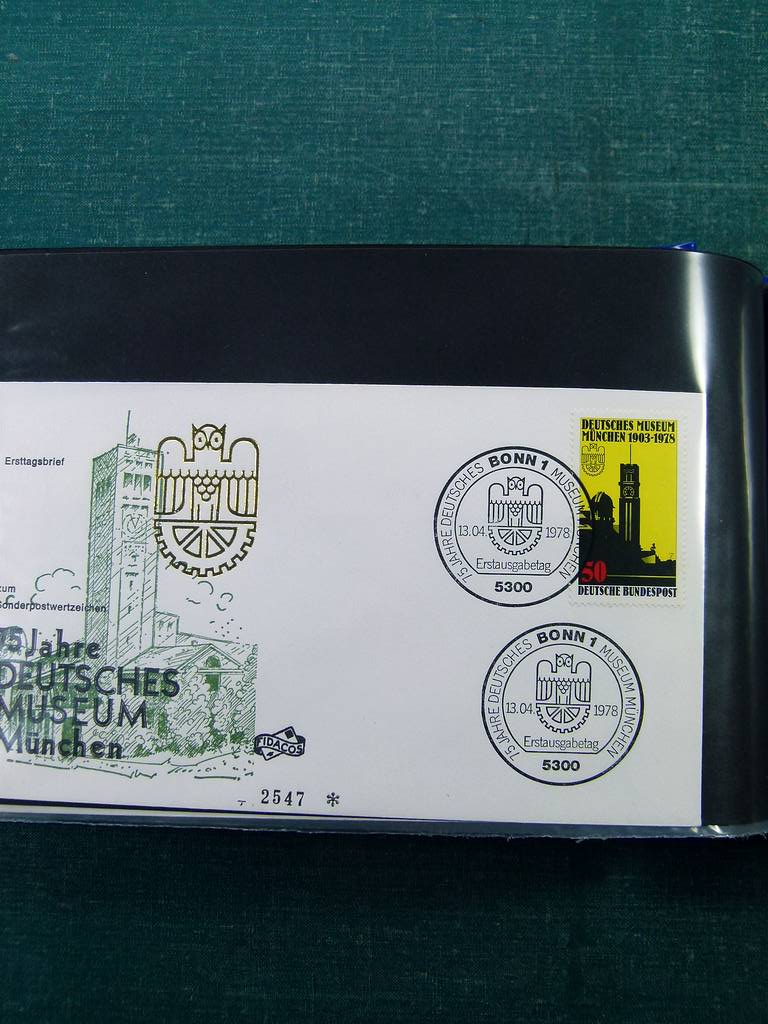 Ersttagsbrief
zum
Sonderpostwertzeichen
75 Jahre
DEUTSCHES
MUSEUM
München
FIDACOS
2547 *
75 JAHRE DEUTSCHES MUSEUM MÜNCHEN
BONN 1
13.04. 1978
Erstausgabetag
5300
DEUTSCHES MUSEUM
MÜNCHEN 1903-1978
50
DEUTSCHE BUNDESPOST
75 JAHRE DEUTSCHES MUSEUM MÜNCHEN
BONN 1
13.04. 1978
Erstausgabetag
5300